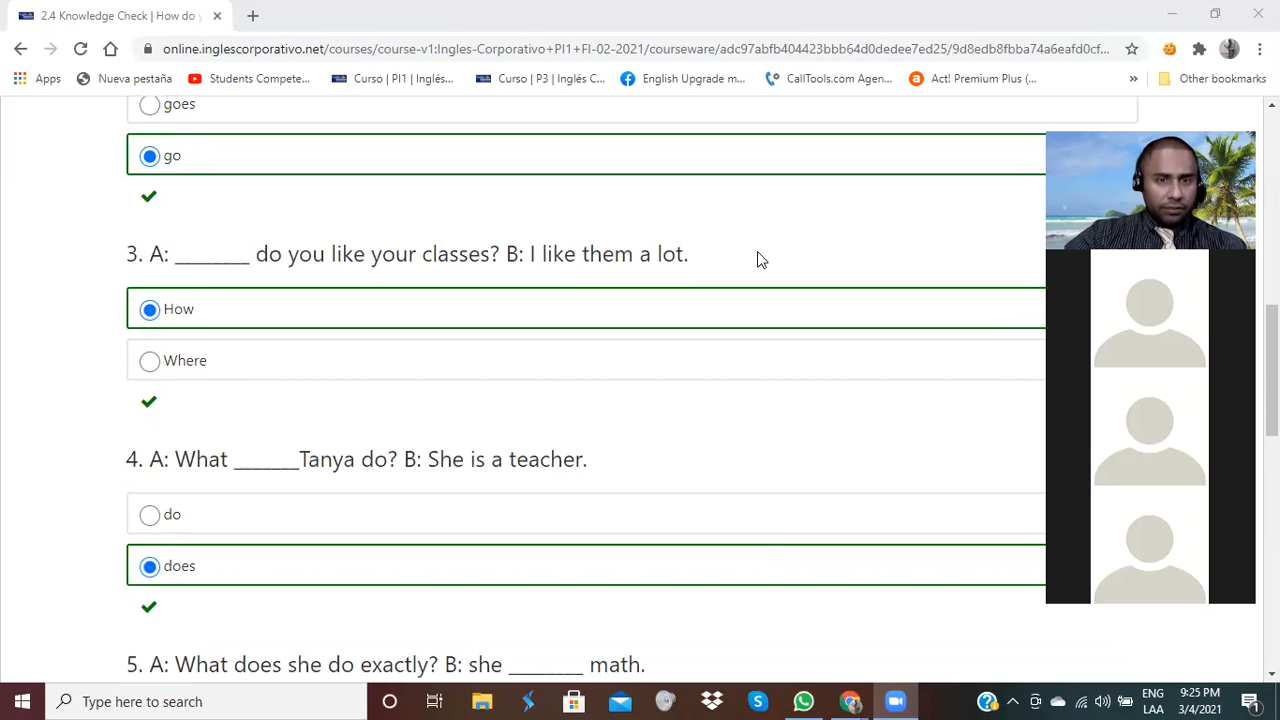 2.4 Knowledge Check | How do y
online.inglescorporativo.net/courses/course-v1:Ingles-Corporativo+PI1+FI-02-2021/courseware/adc97abfb404423bbb64d0dedee7ed25/9d8edb8fbba74a6eafd0cf...
Apps
Nueva pestaña
Students Compete...
Curso | PI1 | Inglés...
Curso | P3 | Inglés C...
English Upgrade m...
CallTools.com Agen...
Act! Premium Plus (...
»
Other bookmarks
goes
go
3. A: ________ do you like your classes? B: I like them a lot.
How
Where
4. A: What _______Tanya do? B: She is a teacher.
do
does
5. A: What does she do exactly? B: she ________ math.
Type here to search
ENG
LAA
9:25 PM
3/4/2021